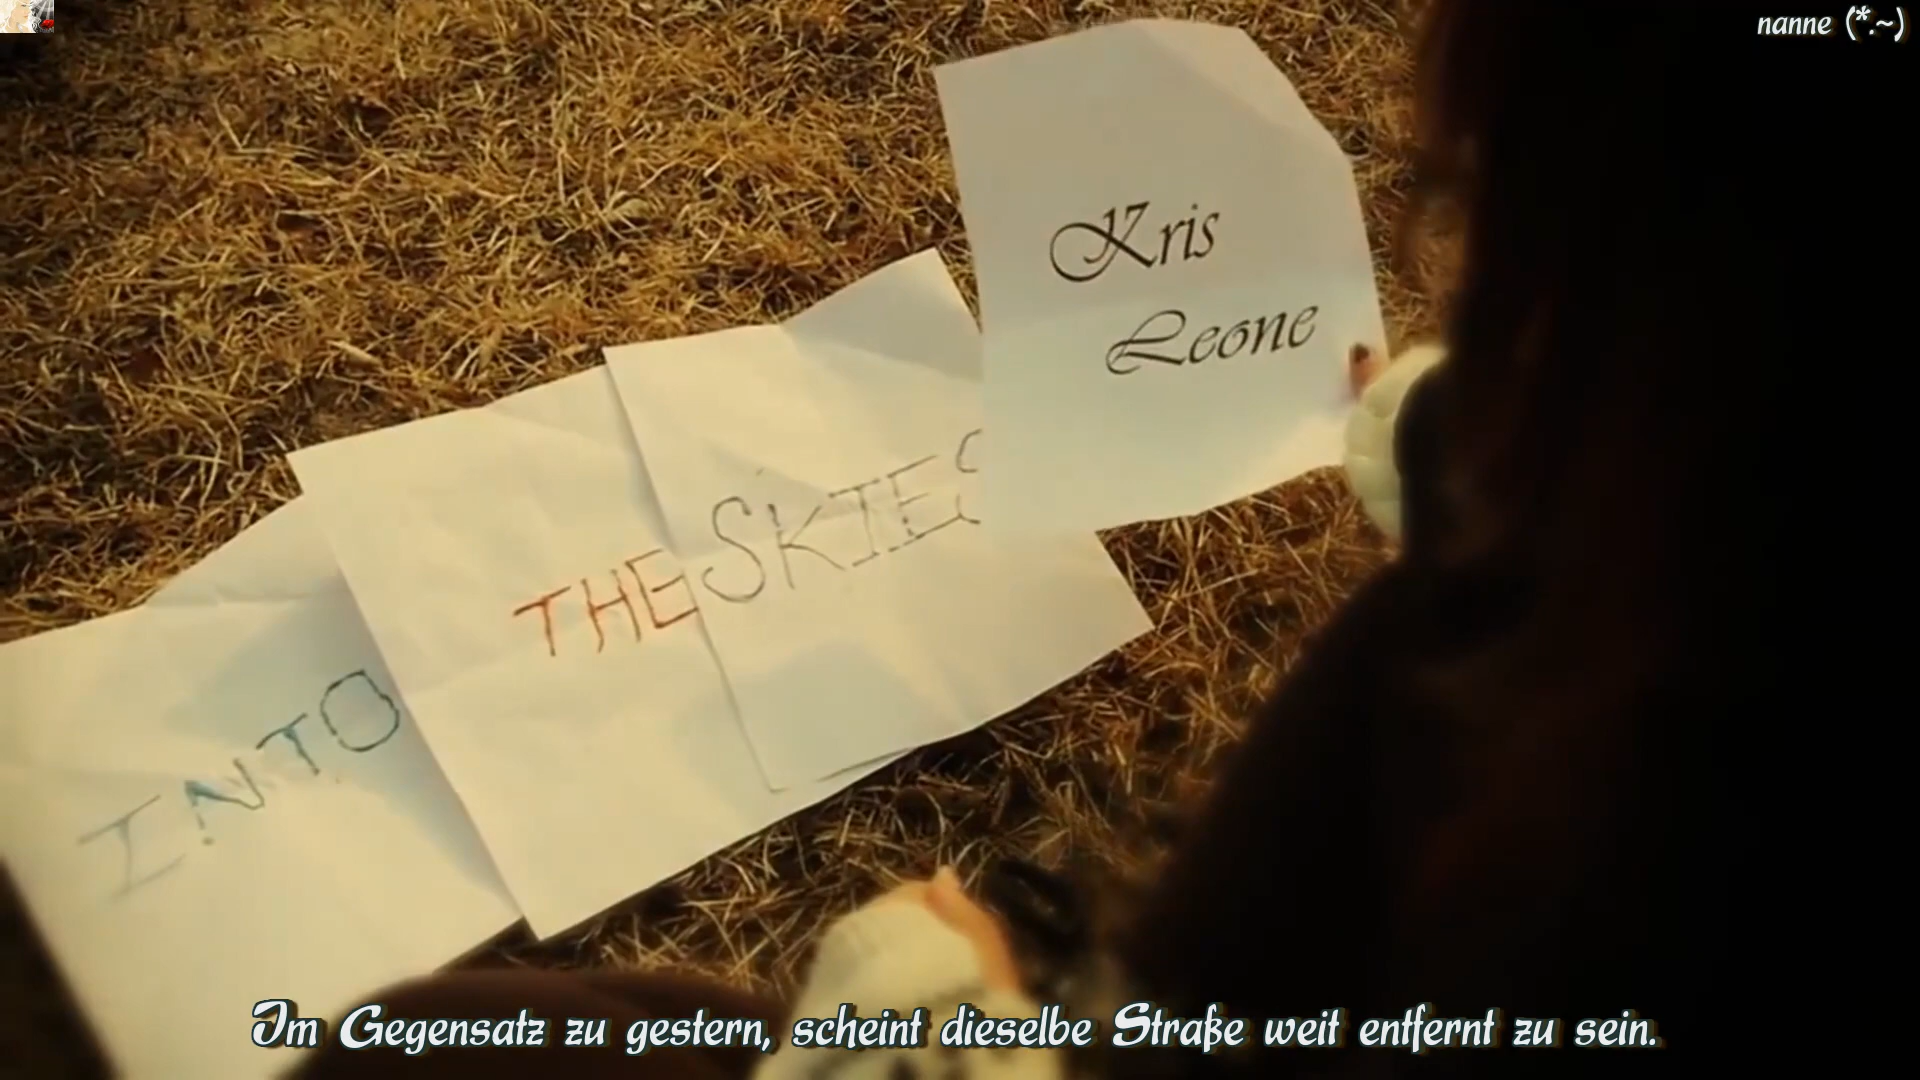 nanne (*.~)
Kris
Leone
INTO THE SKIES
Im Gegensatz zu gestern, scheint dieselbe Straße weit entfernt zu sein.